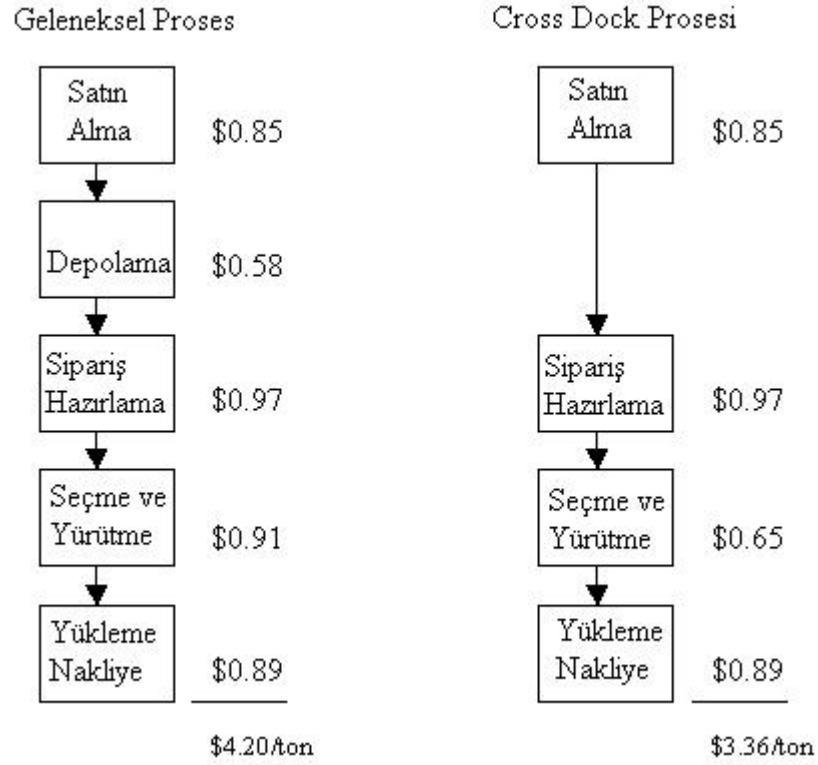 Geleneksel Proses
Satın
Alma
$0.85
Depolama
$0.58
Sipariş
Hazırlama
$0.97
Seçme ve
Yürütme
$0.91
Yükleme
Nakliye
$0.89
$4.20/ton
Cross Dock Prosesi
Satın
Alma
$0.85
Sipariş
Hazırlama
$0.97
Seçme ve
Yürütme
$0.65
Yükleme
Nakliye
$0.89
$3.36/ton